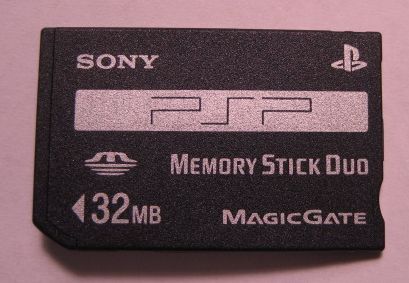 SONY
PSP
MEMORY STICK DUO
32MB
MAGICGATE